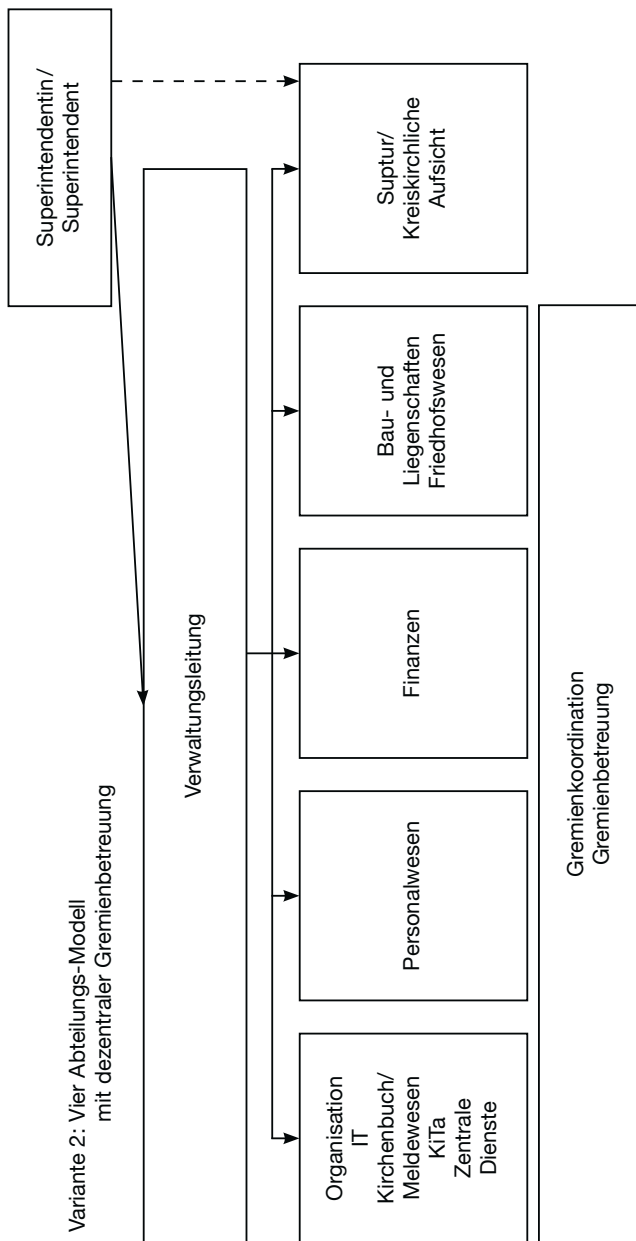 Variante 2: Vier Abteilungs-Modell
mit dezentraler Gremienbetreuung
Superintendentin/
Superintendent
Verwaltungsleitung
Organisation
IT
Kirchenbuch/
Meldewesen
KiTa
Zentrale
Dienste
Personalwesen
Finanzen
Bau- und
Liegenschaften
Friedhofswesen
Suptur/
Kreiskirchliche
Aufsicht
Gremienkoordination
Gremienbetreuung